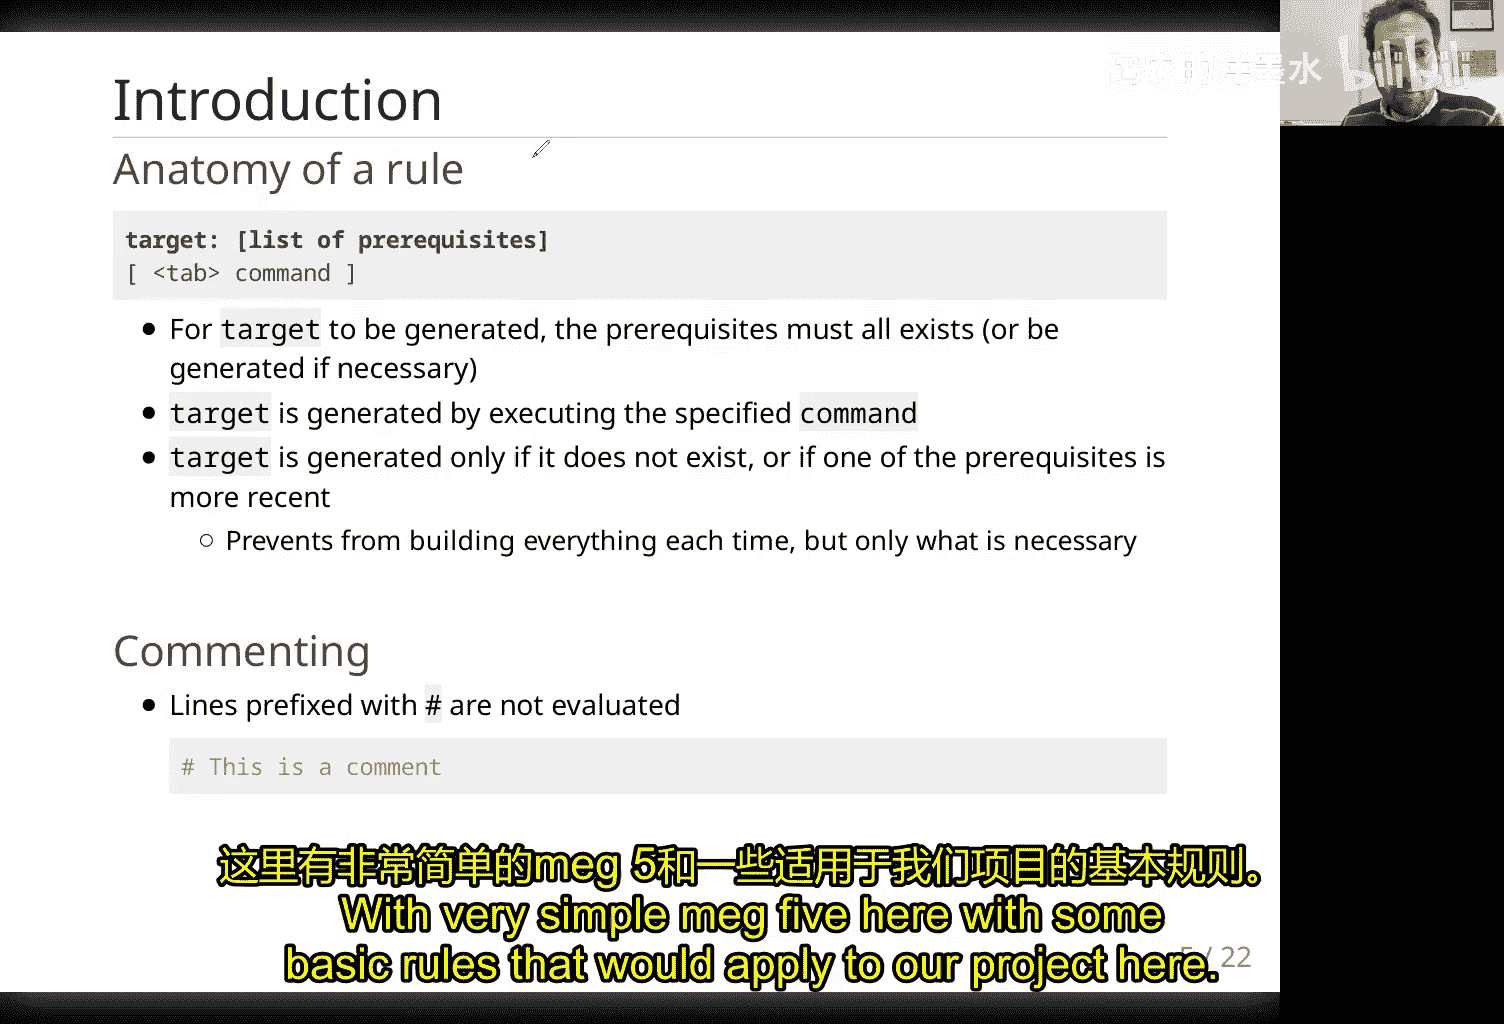 Introduction
Anatomy of a rule
target: [list of prerequisites]
[ <tab> command ]
For target to be generated, the prerequisites must all exists (or be
generated if necessary)
target is generated by executing the specified command
target is generated only if it does not exist, or if one of the prerequisites is
more recent
Prevents from building everything each time, but only what is necessary
Commenting
Lines prefixed with # are not evaluated
# This is a comment
这里有非常简单的meg 5和一些适用于我们项目的基本规则。
With very simple meg five here with some
basic rules that would apply to our project here.
/ 22
bilibili